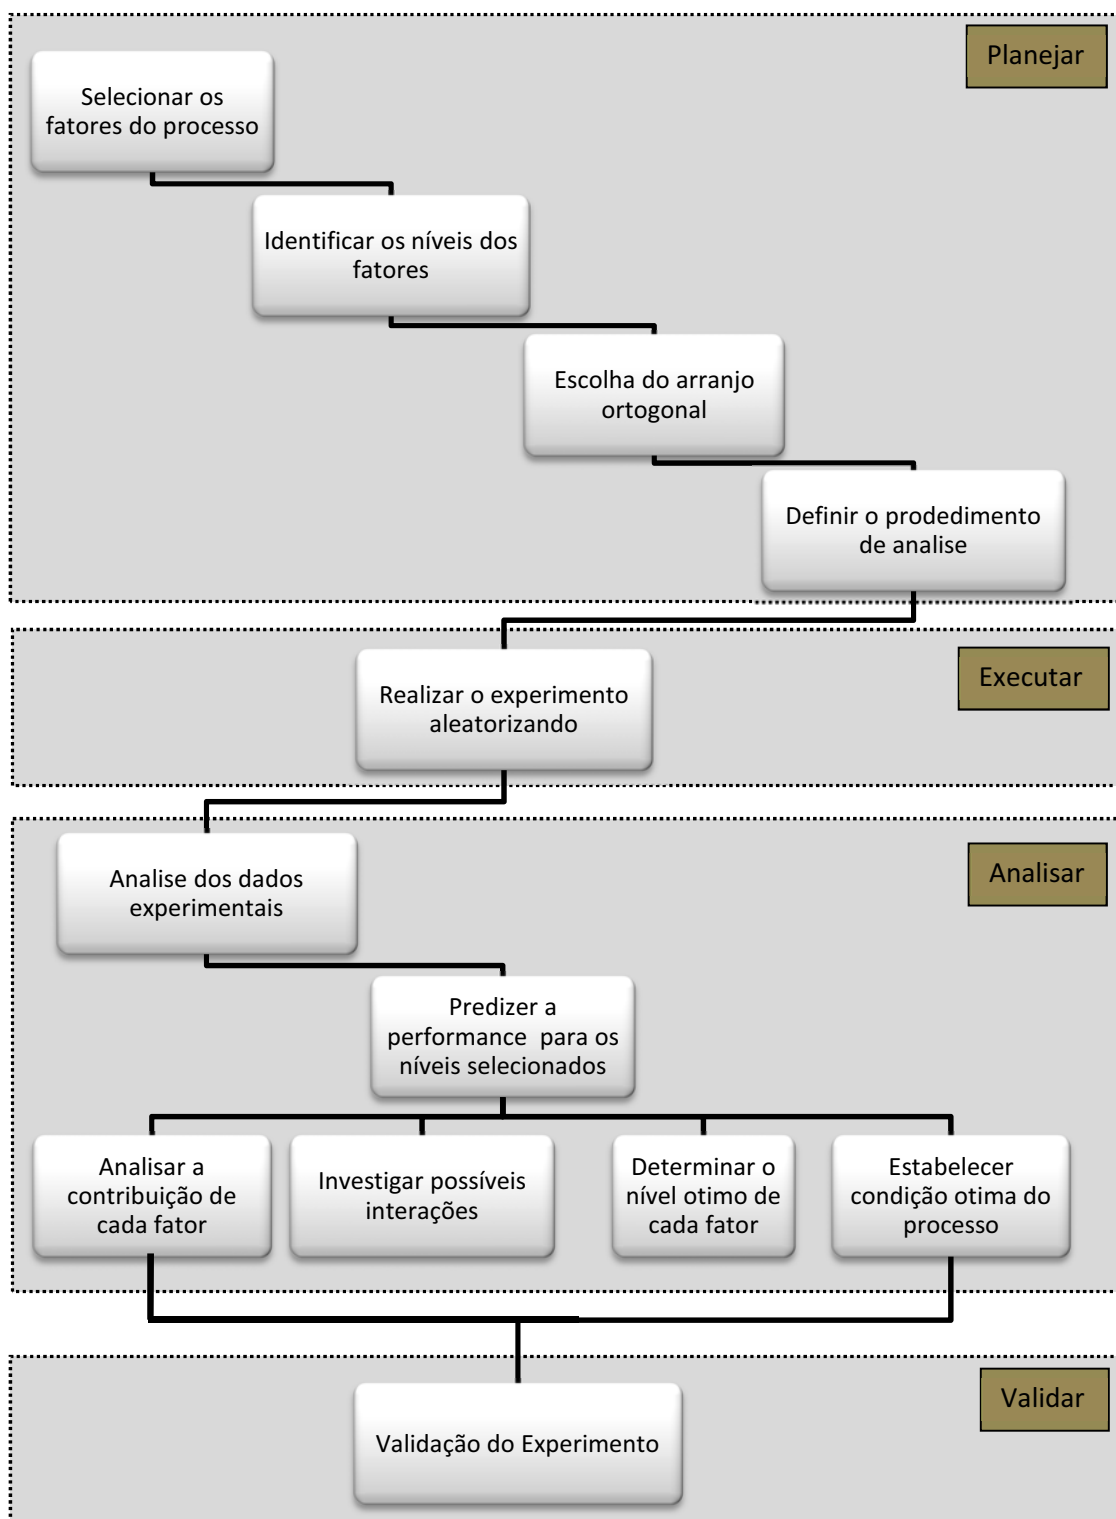 Planejar
Selecionar os
fatores do processo
Identificar os níveis dos
fatores
Escolha do arranjo
ortogonal
Definir o prodedimento
de analise
Executar
Realizar o experimento
aleatorizando
Analisar
Analise dos dados
experimentais
Predizer a
performance para os
níveis selecionados
Analisar a
contribuição de
cada fator
Investigar possíveis
interações
Determinar o
nível otimo de
cada fator
Estabelecer
condição otima do
processo
Validar
Validação do Experimento